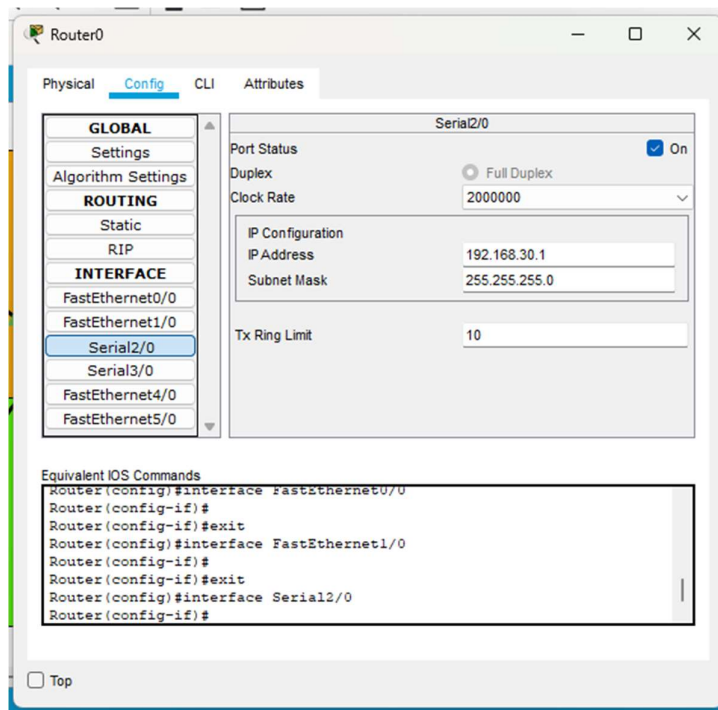 Router0
Physical Config CLI Attributes
GLOBAL
Settings
Algorithm Settings
ROUTING
Static
RIP
INTERFACE
FastEthernet0/0
FastEthernet1/0
Serial2/0
Serial3/0
FastEthernet4/0
FastEthernet5/0
Serial2/0
Port Status On
Duplex Full Duplex
Clock Rate 2000000
IP Configuration
IP Address 192.168.30.1
Subnet Mask 255.255.255.0
Tx Ring Limit 10
Equivalent IOS Commands
Router(config)#interface FastEthernet0/0
Router(config-if)#
Router(config-if)#exit
Router(config)#interface FastEthernet1/0
Router(config-if)#
Router(config-if)#exit
Router(config)#interface Serial2/0
Router(config-if)#
Top